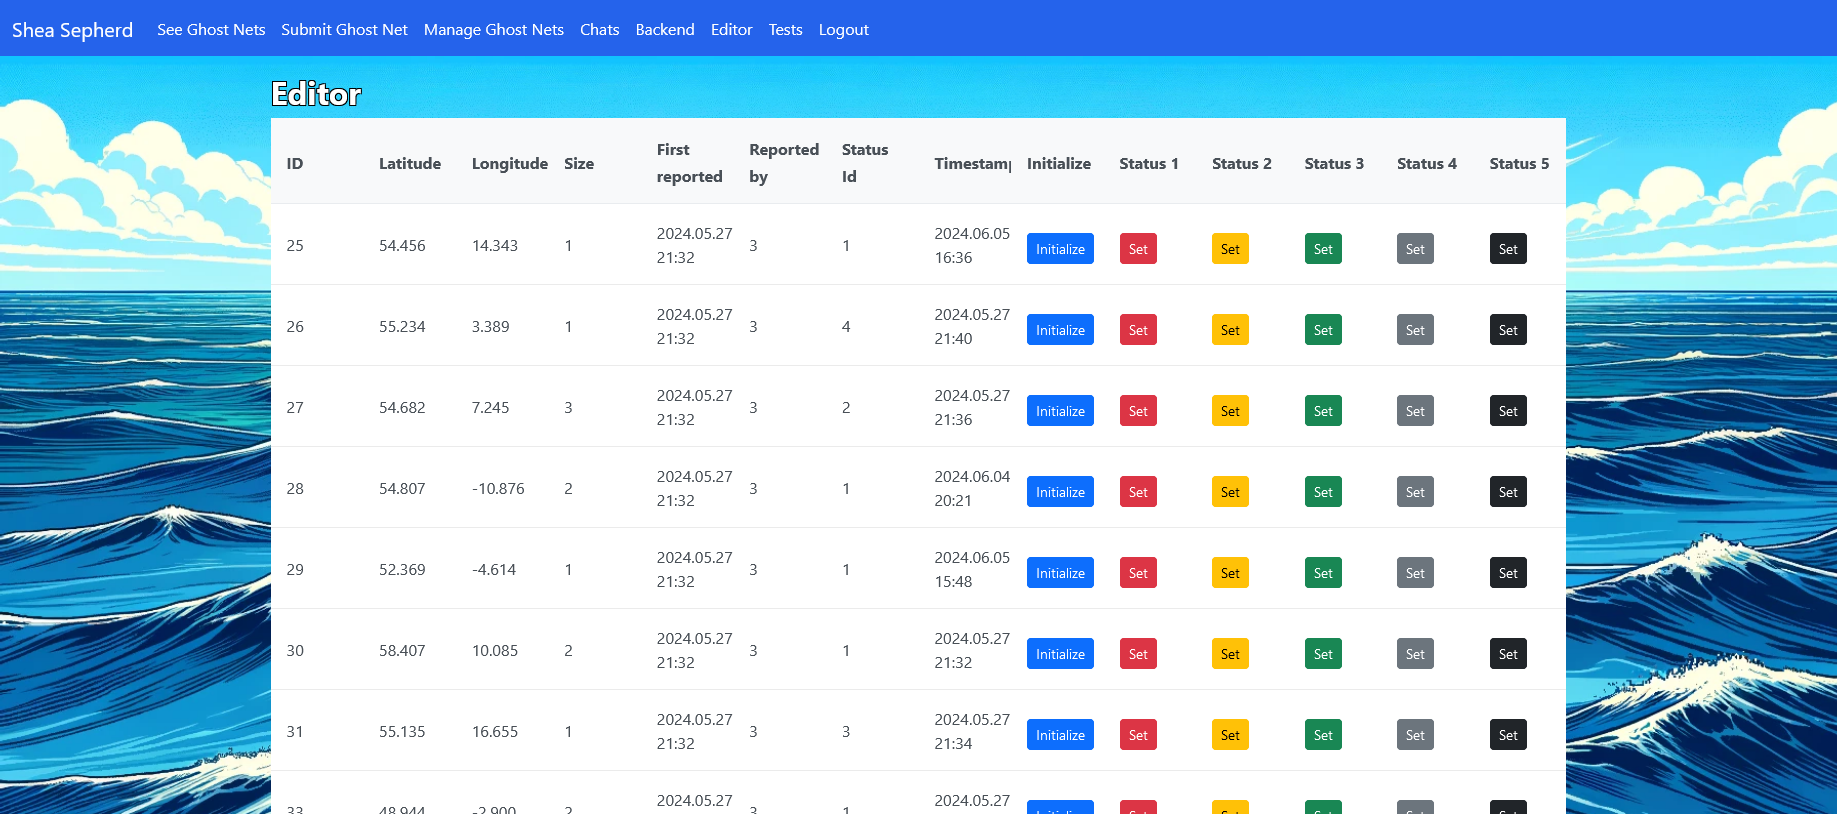 Shea Sepherd See Ghost Nets Submit Ghost Net Manage Ghost Nets Chats Backend Editor Tests Logout
Editor
ID Latitude Longitude Size First reported Reported by Status Id Timestamp Initialize Status 1 Status 2 Status 3 Status 4 Status 5
25 54.456 14.343 1 2024.05.27 21:32 3 1 2024.06.05 16:36 Initialize Set Set Set Set Set
26 55.234 3.389 1 2024.05.27 21:32 3 4 2024.05.27 21:40 Initialize Set Set Set Set Set
27 54.682 7.245 3 2024.05.27 21:32 3 2 2024.05.27 21:36 Initialize Set Set Set Set Set
28 54.807 -10.876 2 2024.05.27 21:32 3 1 2024.06.04 20:21 Initialize Set Set Set Set Set
29 52.369 -4.614 1 2024.05.27 21:32 3 1 2024.06.05 15:48 Initialize Set Set Set Set Set
30 58.407 10.085 2 2024.05.27 21:32 3 1 2024.05.27 21:32 Initialize Set Set Set Set Set
31 55.135 16.655 1 2024.05.27 21:32 3 3 2024.05.27 21:34 Initialize Set Set Set Set Set
33 48.944 -2.900 2 2024.05.27 3 1 2024.05.27